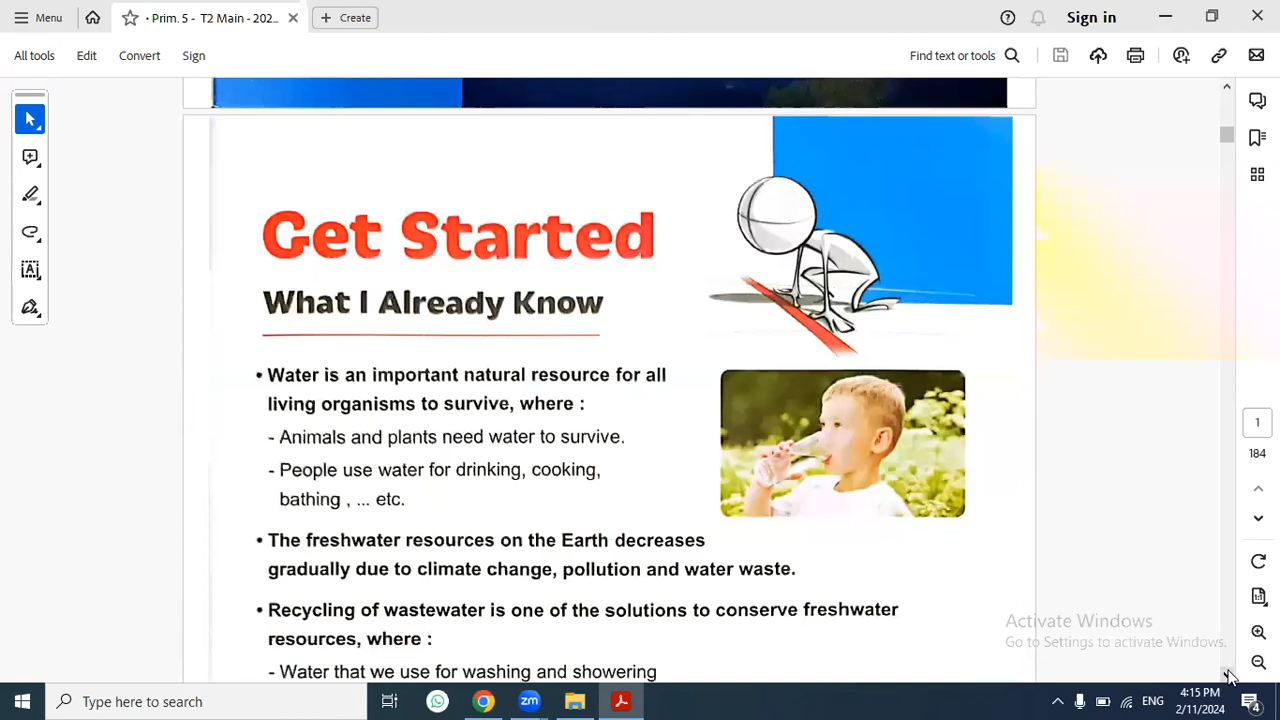 Menu
• Prim. 5 - T2 Main - 202...
Create
Sign in
All tools
Edit
Convert
Sign
Find text or tools
Get Started
What I Already Know
• Water is an important natural resource for all
living organisms to survive, where :
- Animals and plants need water to survive.
- People use water for drinking, cooking,
bathing , ... etc.
• The freshwater resources on the Earth decreases
gradually due to climate change, pollution and water waste.
• Recycling of wastewater is one of the solutions to conserve freshwater
resources, where :
- Water that we use for washing and showering
1
184
Activate Windows
Go to Settings to activate Windows.
Type here to search
zm
ENG
4:15 PM
2/11/2024
4